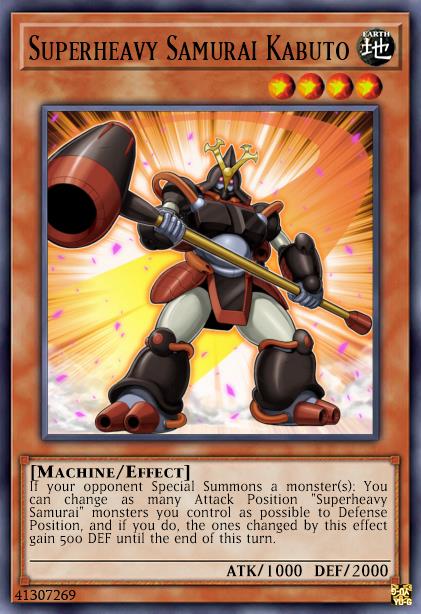 Superheavy Samurai Kabuto
EARTH
地
[Machine/Effect]
If your opponent Special Summons a monster(s): You
can change as many Attack Position "Superheavy
Samurai" monsters you control as possible to Defense
Position, and if you do, the ones changed by this effect
gain 500 DEF until the end of this turn.
ATK/1000 DEF/2000
41307269